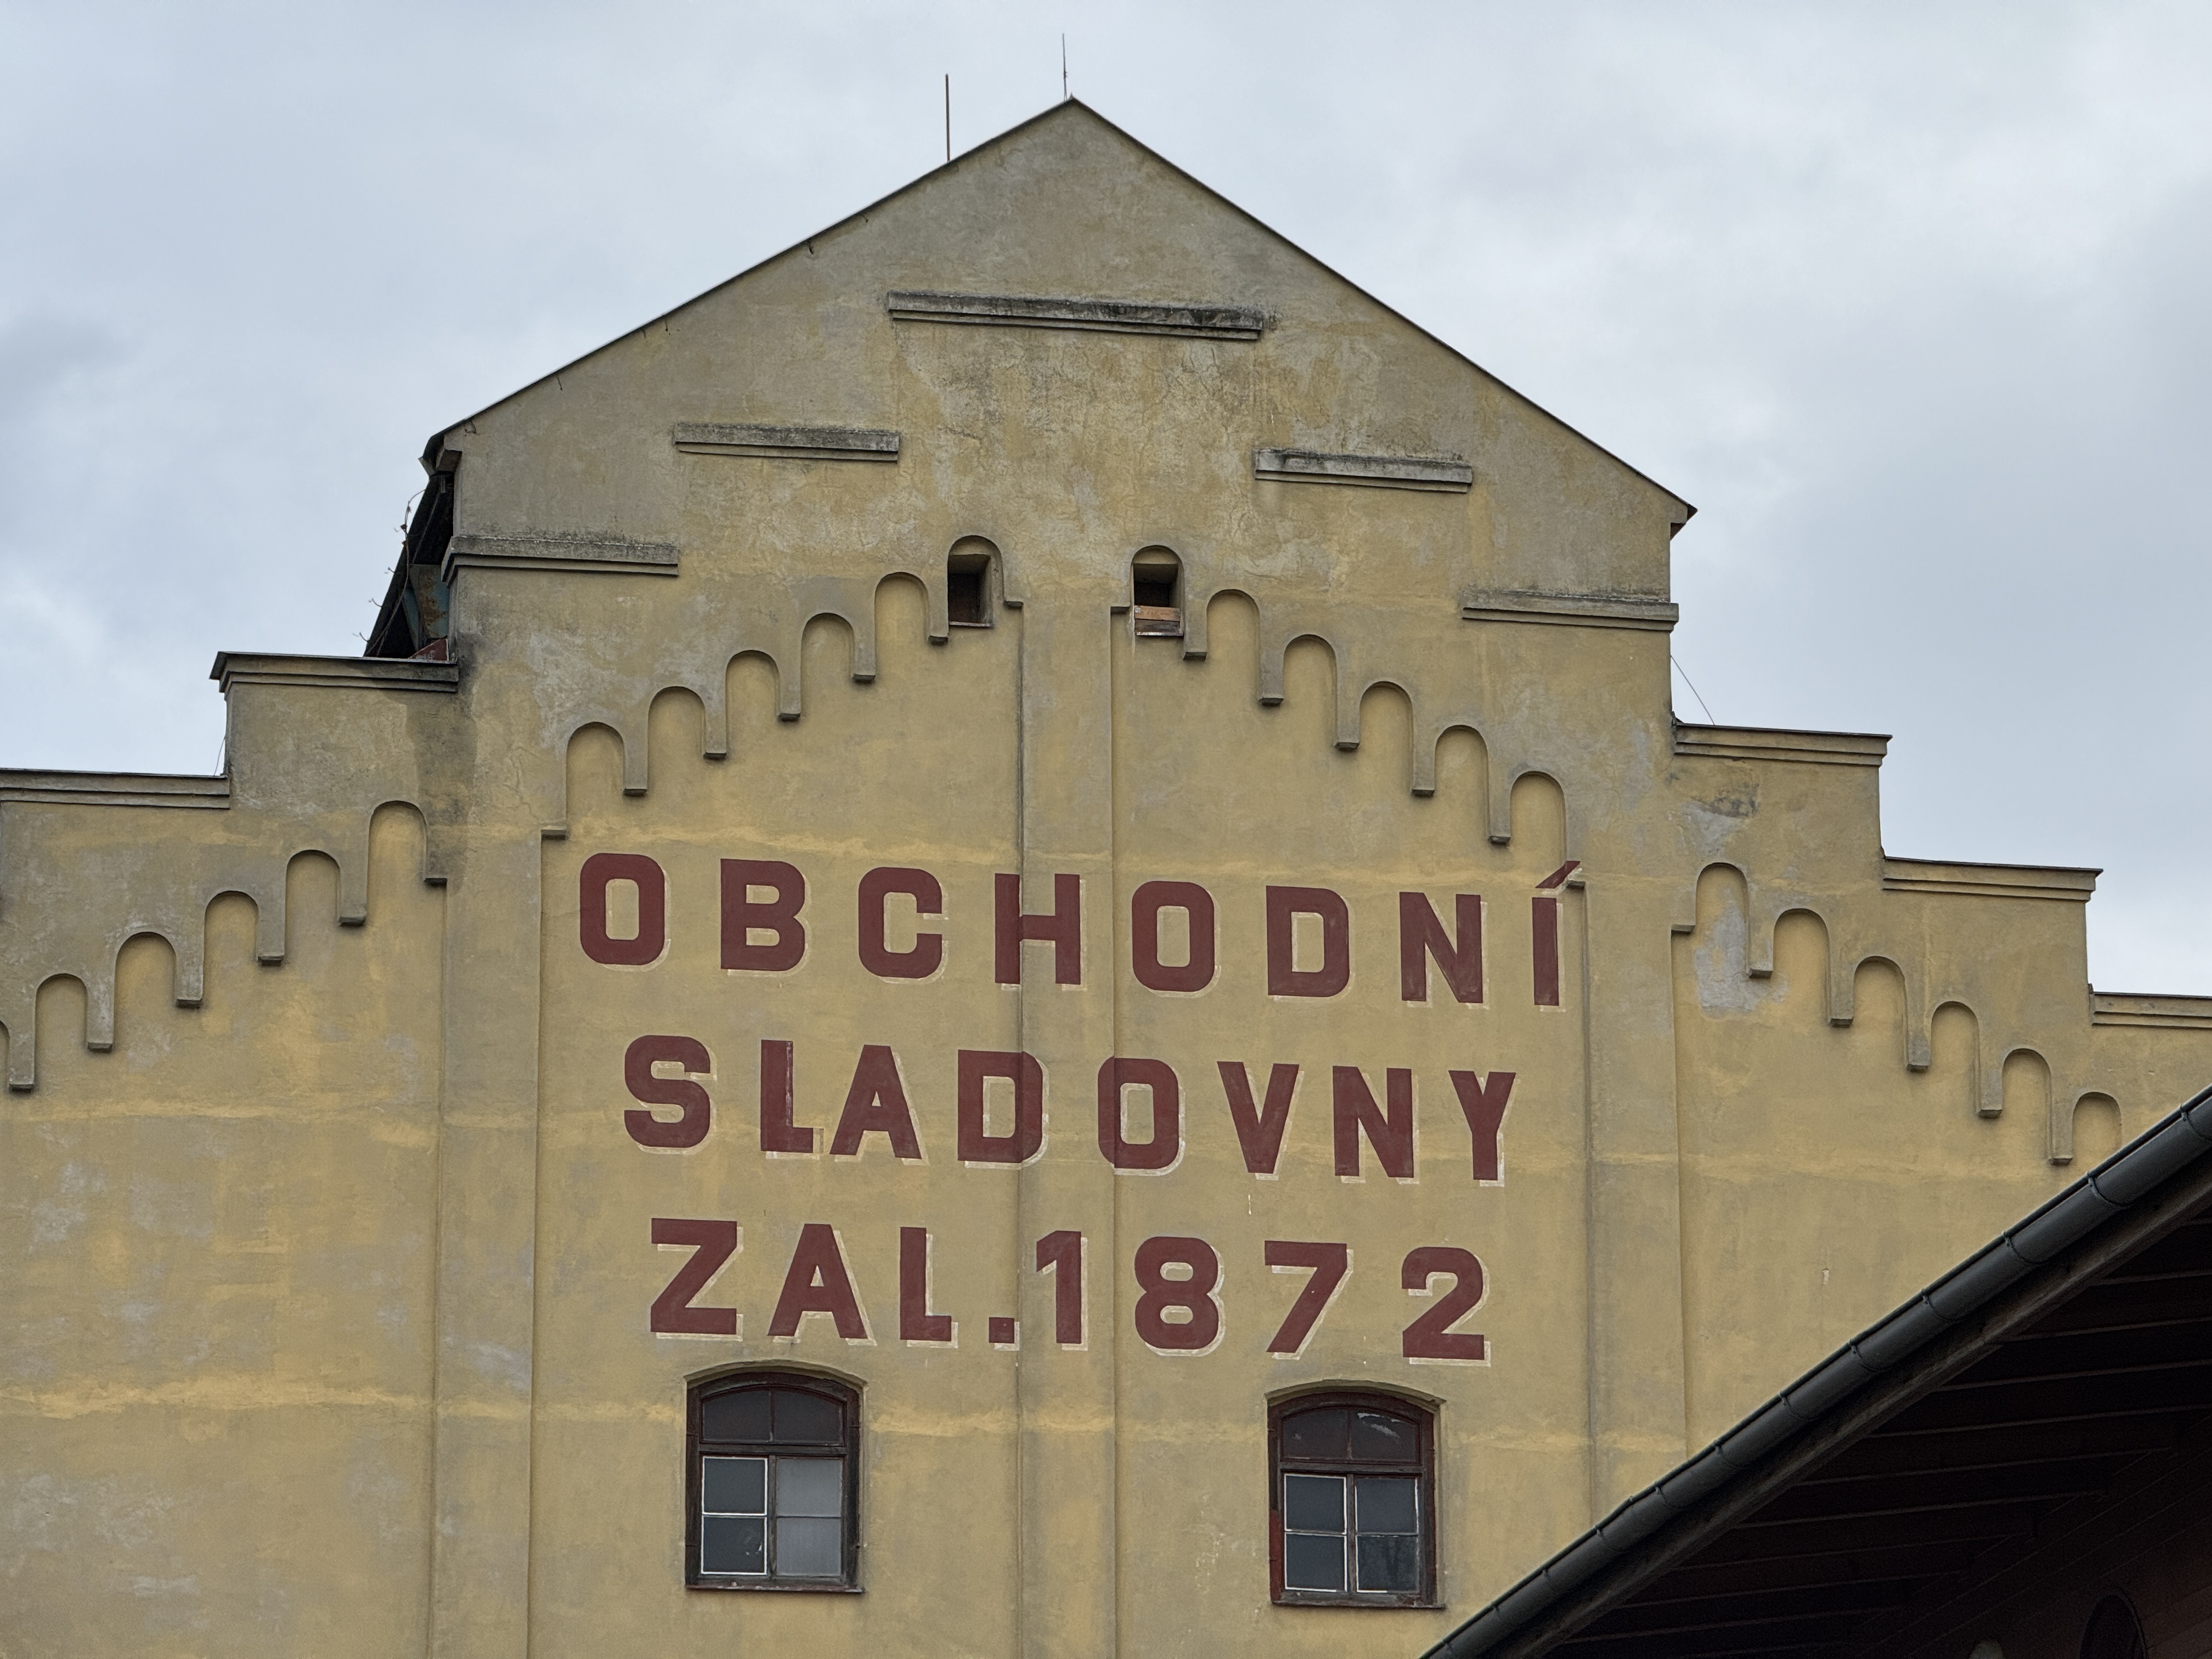 OBCHODNÍ
SLADOVNY
ZAL.1872